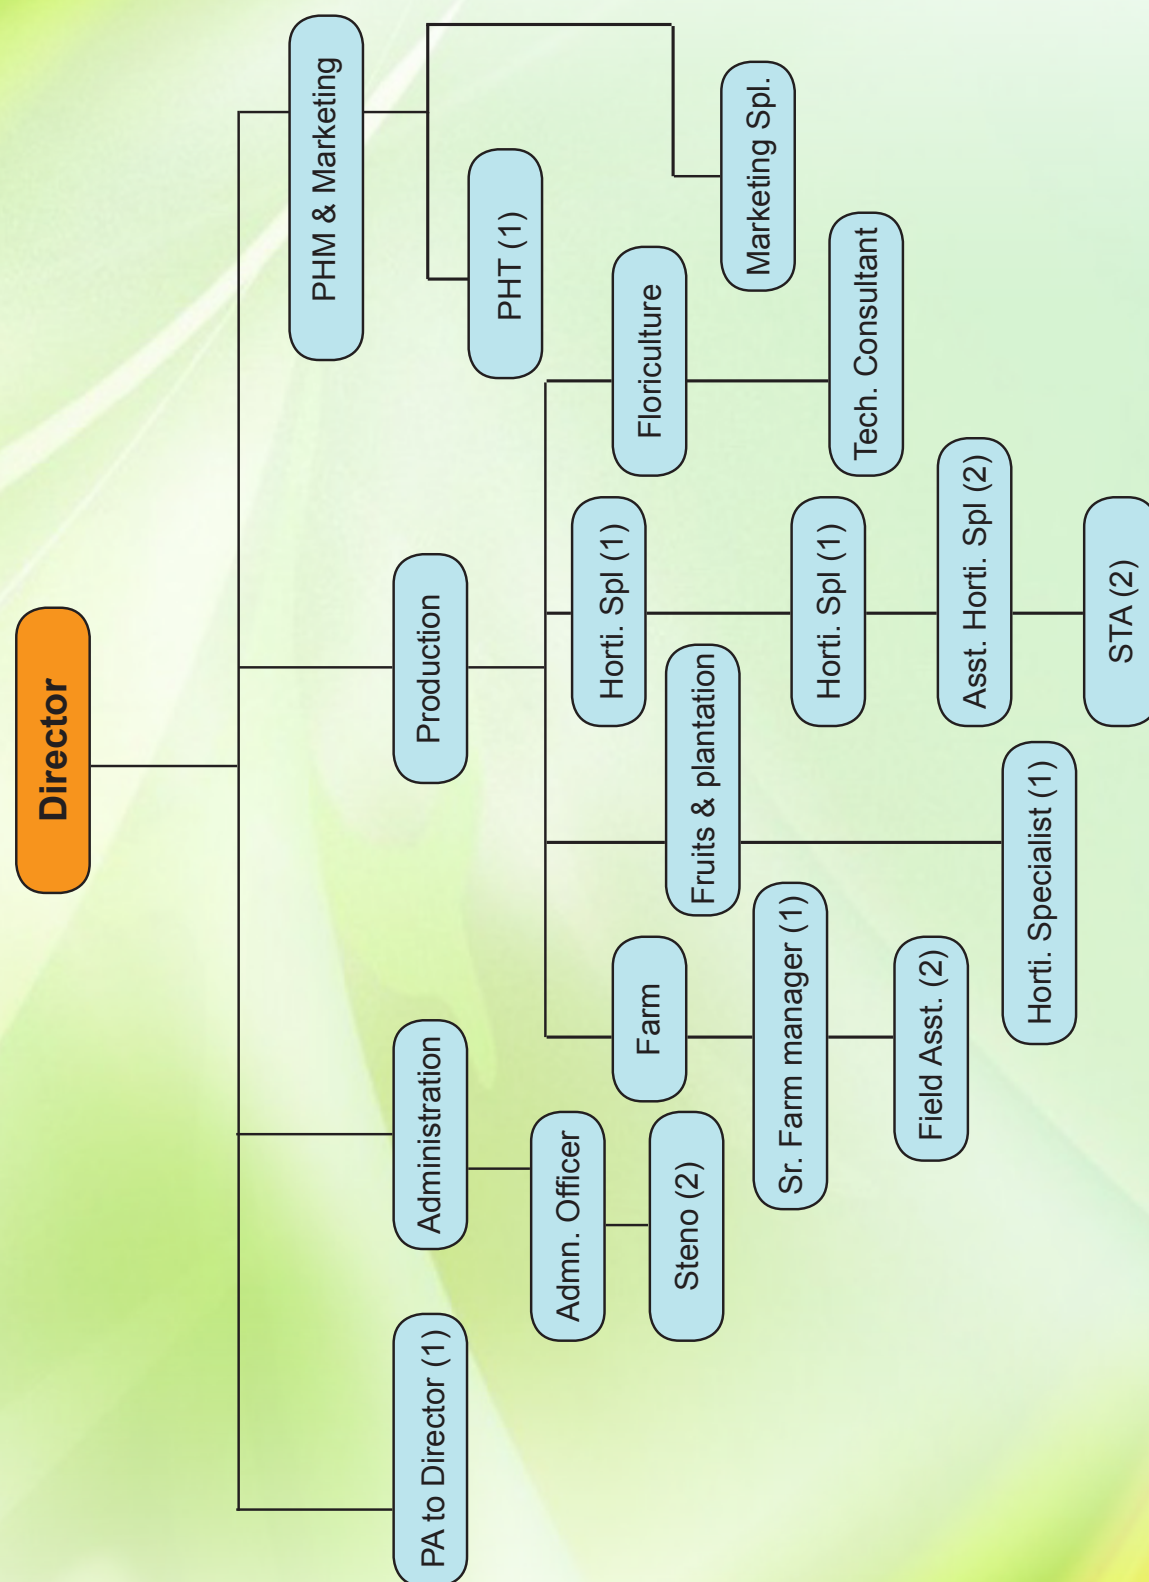 Director
PA to Director (1)
Administration
Production
PHM & Marketing
Admn. Officer
Steno (2)
Farm
Sr. Farm manager (1)
Field Asst. (2)
Fruits & plantation
Horti. Specialist (1)
Horti. Spl (1)
Horti. Spl (1)
Asst. Horti. Spl (2)
STA (2)
Floriculture
Tech. Consultant
PHT (1)
Marketing Spl.